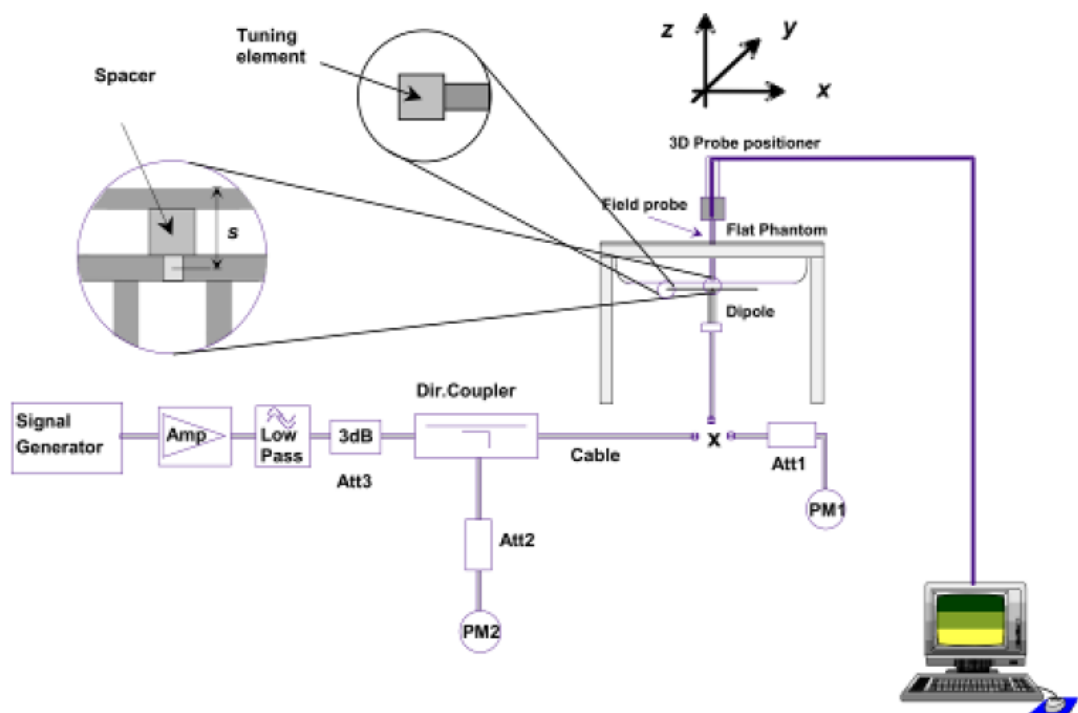 Tuning
element
Spacer
z
y
x
3D Probe positioner
Field probe
Flat Phantom
s
Dipole
Dir.Coupler
Signal
Generator
Amp
Low
Pass
3dB
Att3
Cable
X
Att1
PM1
Att2
PM2